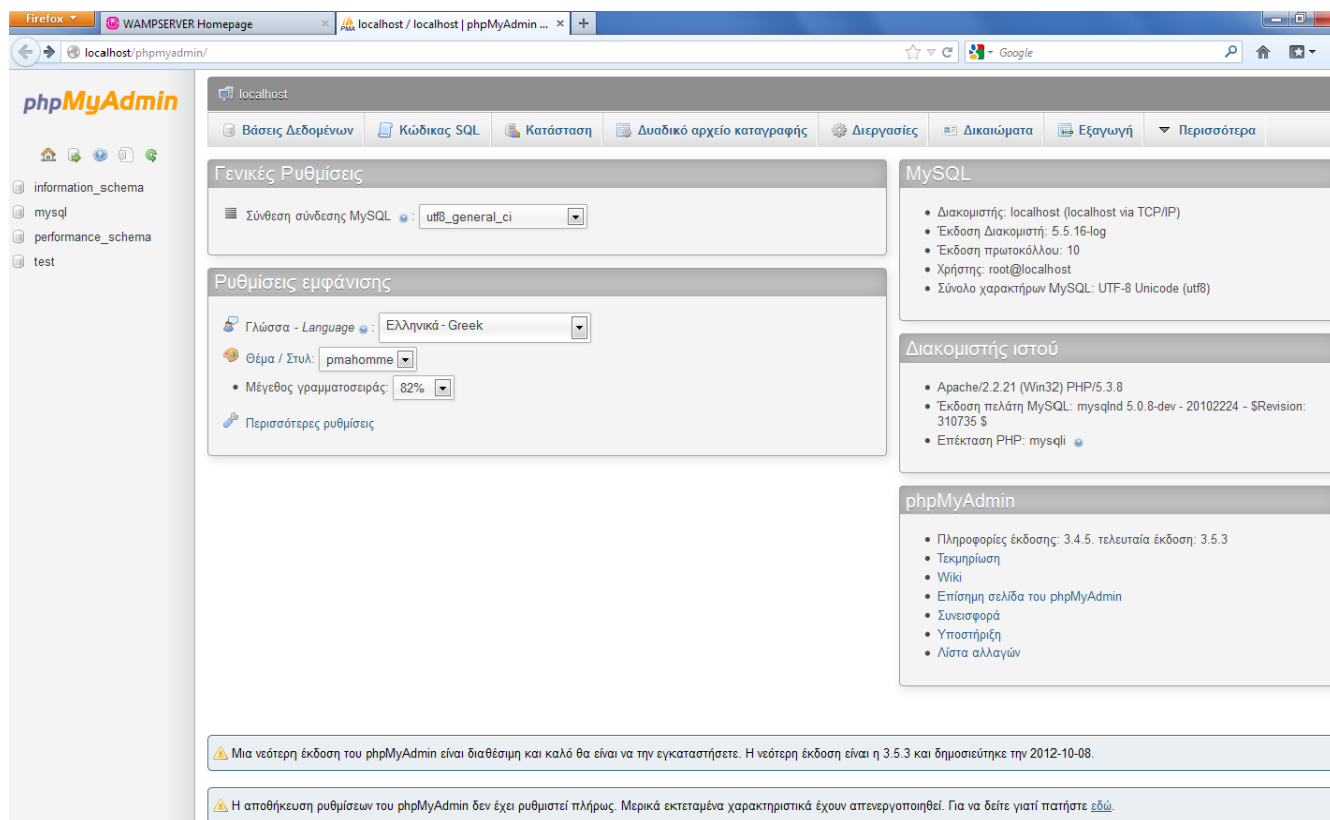 Firefox
WAMPSERVER Homepage
localhost / localhost | phpMyAdmin ...
localhost/phpmyadmin/
Google
phpMyAdmin
information_schema
mysql
performance_schema
test
localhost
Βάσεις Δεδομένων
Κώδικας SQL
Κατάσταση
Δυαδικό αρχείο καταγραφής
Διεργασίες
Δικαιώματα
Εξαγωγή
Περισσότερα
Γενικές Ρυθμίσεις
Σύνθεση σύνδεσης MySQL : utf8_general_ci
Ρυθμίσεις εμφάνισης
Γλώσσα - Language : Ελληνικά - Greek
Θέμα / Στυλ: pmahomme
• Μέγεθος γραμματοσειράς: 82%
Περισσότερες ρυθμίσεις
MySQL
• Διακομιστής: localhost (localhost via TCP/IP)
• Έκδοση Διακομιστή: 5.5.16-log
• Έκδοση πρωτοκόλλου: 10
• Χρήστης: root@localhost
• Σύνολο χαρακτήρων MySQL: UTF-8 Unicode (utf8)
Διακομιστής ιστού
• Apache/2.2.21 (Win32) PHP/5.3.8
• Έκδοση πελάτη MySQL: mysqlnd 5.0.8-dev - 20102224 - $Revision:
310735 $
• Επέκταση PHP: mysqli
phpMyAdmin
• Πληροφορίες έκδοσης: 3.4.5. τελευταία έκδοση: 3.5.3
• Τεκμηρίωση
• Wiki
• Επίσημη σελίδα του phpMyAdmin
• Συνεισφορά
• Υποστήριξη
• Λίστα αλλαγών
Μια νεότερη έκδοση του phpMyAdmin είναι διαθέσιμη και καλό θα είναι να την εγκαταστήσετε. Η νεότερη έκδοση είναι η 3.5.3 και δημοσιεύτηκε την 2012-10-08.
Η αποθήκευση ρυθμίσεων του phpMyAdmin δεν έχει ρυθμιστεί πλήρως. Μερικά εκτεταμένα χαρακτηριστικά έχουν απενεργοποιηθεί. Για να δείτε γιατί πατήστε εδώ.